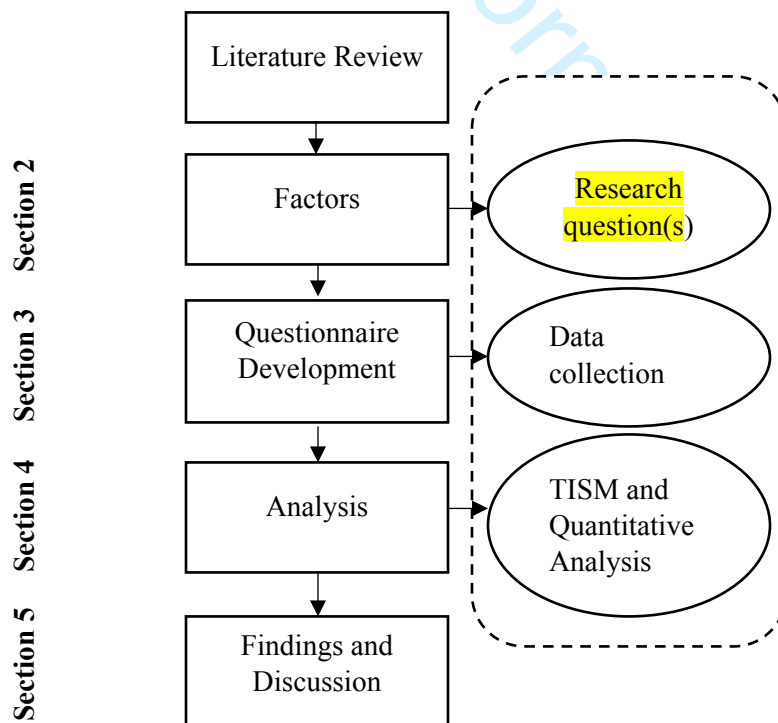 Literature Review
Section 2
Factors
Research
question(s)
Section 3
Questionnaire
Development
Data
collection
Section 4
Analysis
TISM and
Quantitative
Analysis
Section 5
Findings and
Discussion